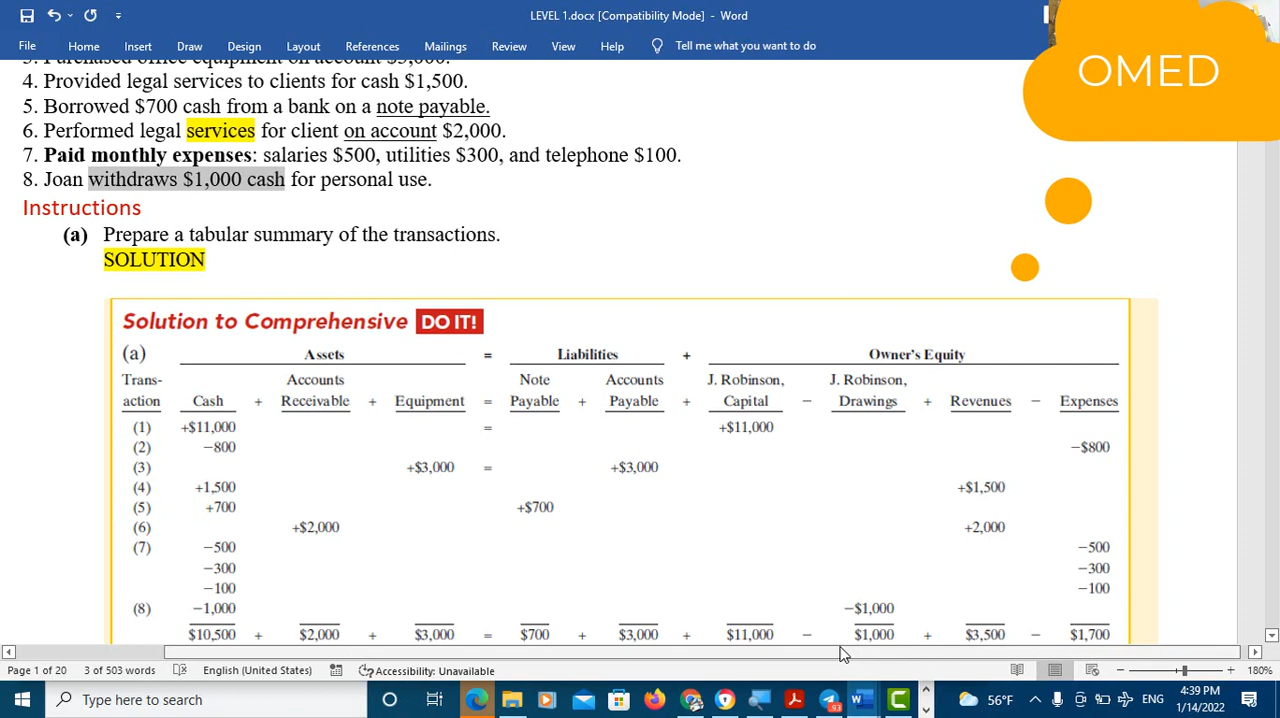 LEVEL 1.docx [Compatibility Mode] - Word
File Home Insert Draw Design Layout References Mailings Review View Help Tell me what you want to do
OMED
3. Purchased office equipment on account $3,000.
4. Provided legal services to clients for cash $1,500.
5. Borrowed $700 cash from a bank on a note payable.
6. Performed legal services for client on account $2,000.
7. Paid monthly expenses: salaries $500, utilities $300, and telephone $100.
8. Joan withdraws $1,000 cash for personal use.
Instructions
(a) Prepare a tabular summary of the transactions.
SOLUTION
Solution to Comprehensive DO IT!
(a) Assets = Liabilities + Owner's Equity
Trans- Accounts Note Accounts J. Robinson, J. Robinson,
action Cash + Receivable + Equipment = Payable + Payable + Capital − Drawings + Revenues − Expenses
(1) +$11,000 = +$11,000
(2) −800 −$800
(3) +$3,000 = +$3,000
(4) +1,500 +$1,500
(5) +700 +$700
(6) +$2,000 +2,000
(7) −500 −500
−300 −300
−100 −100
(8) −1,000 −$1,000
$10,500 + $2,000 + $3,000 = $700 + $3,000 + $11,000 − $1,000 + $3,500 − $1,700
Page 1 of 20 3 of 503 words English (United States) Accessibility: Unavailable 180%
Type here to search 93 56°F ENG 4:39 PM
1/14/2022